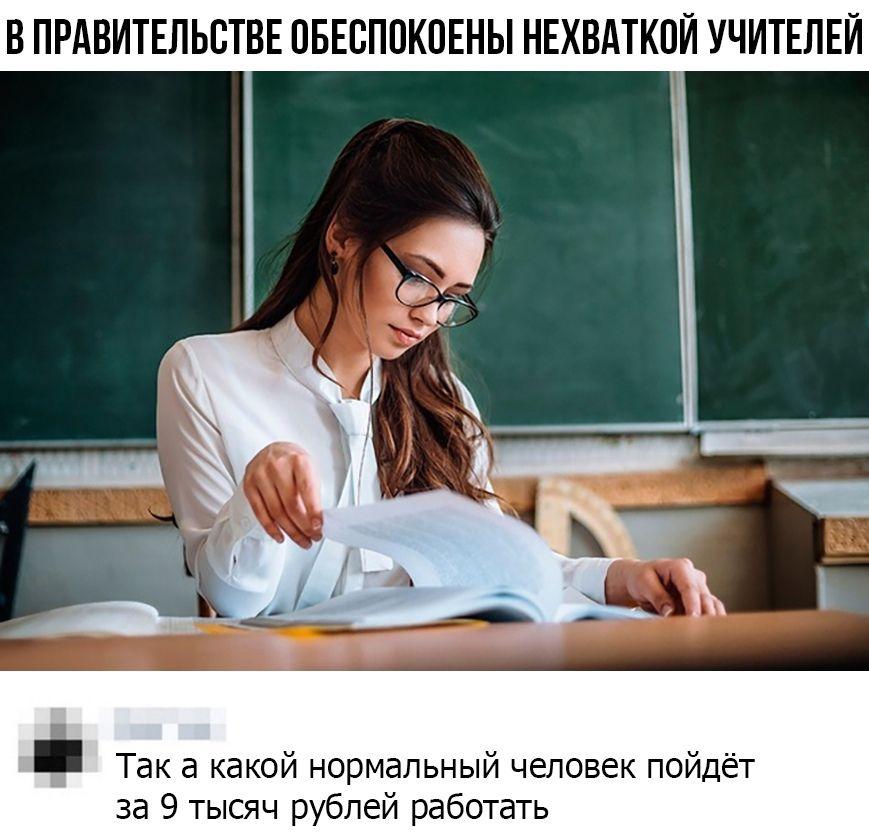 В ПРАВИТЕЛЬСТВЕ ОБЕСПОКОЕНЫ НЕХВАТКОЙ УЧИТЕЛЕЙ
Так а какой нормальный человек пойдёт
за 9 тысяч рублей работать